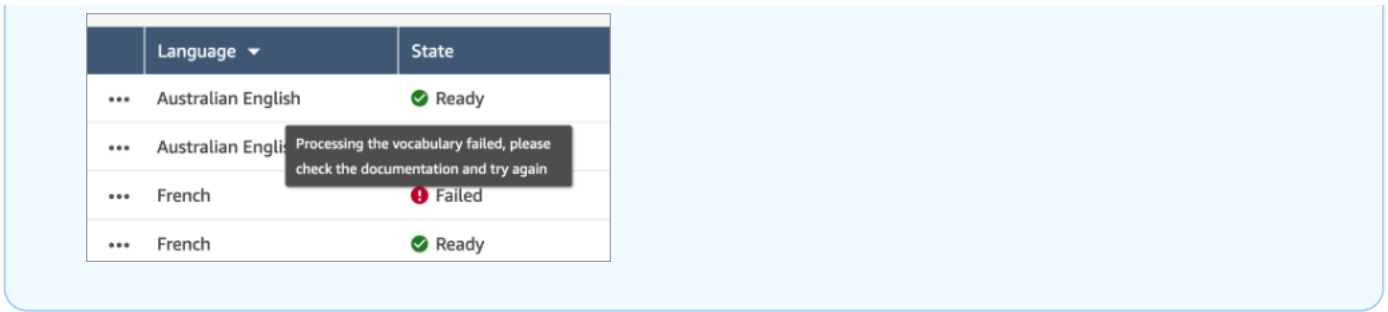 Language State
Australian English Ready
Australian Englis
Processing the vocabulary failed, please
check the documentation and try again
French Failed
French Ready